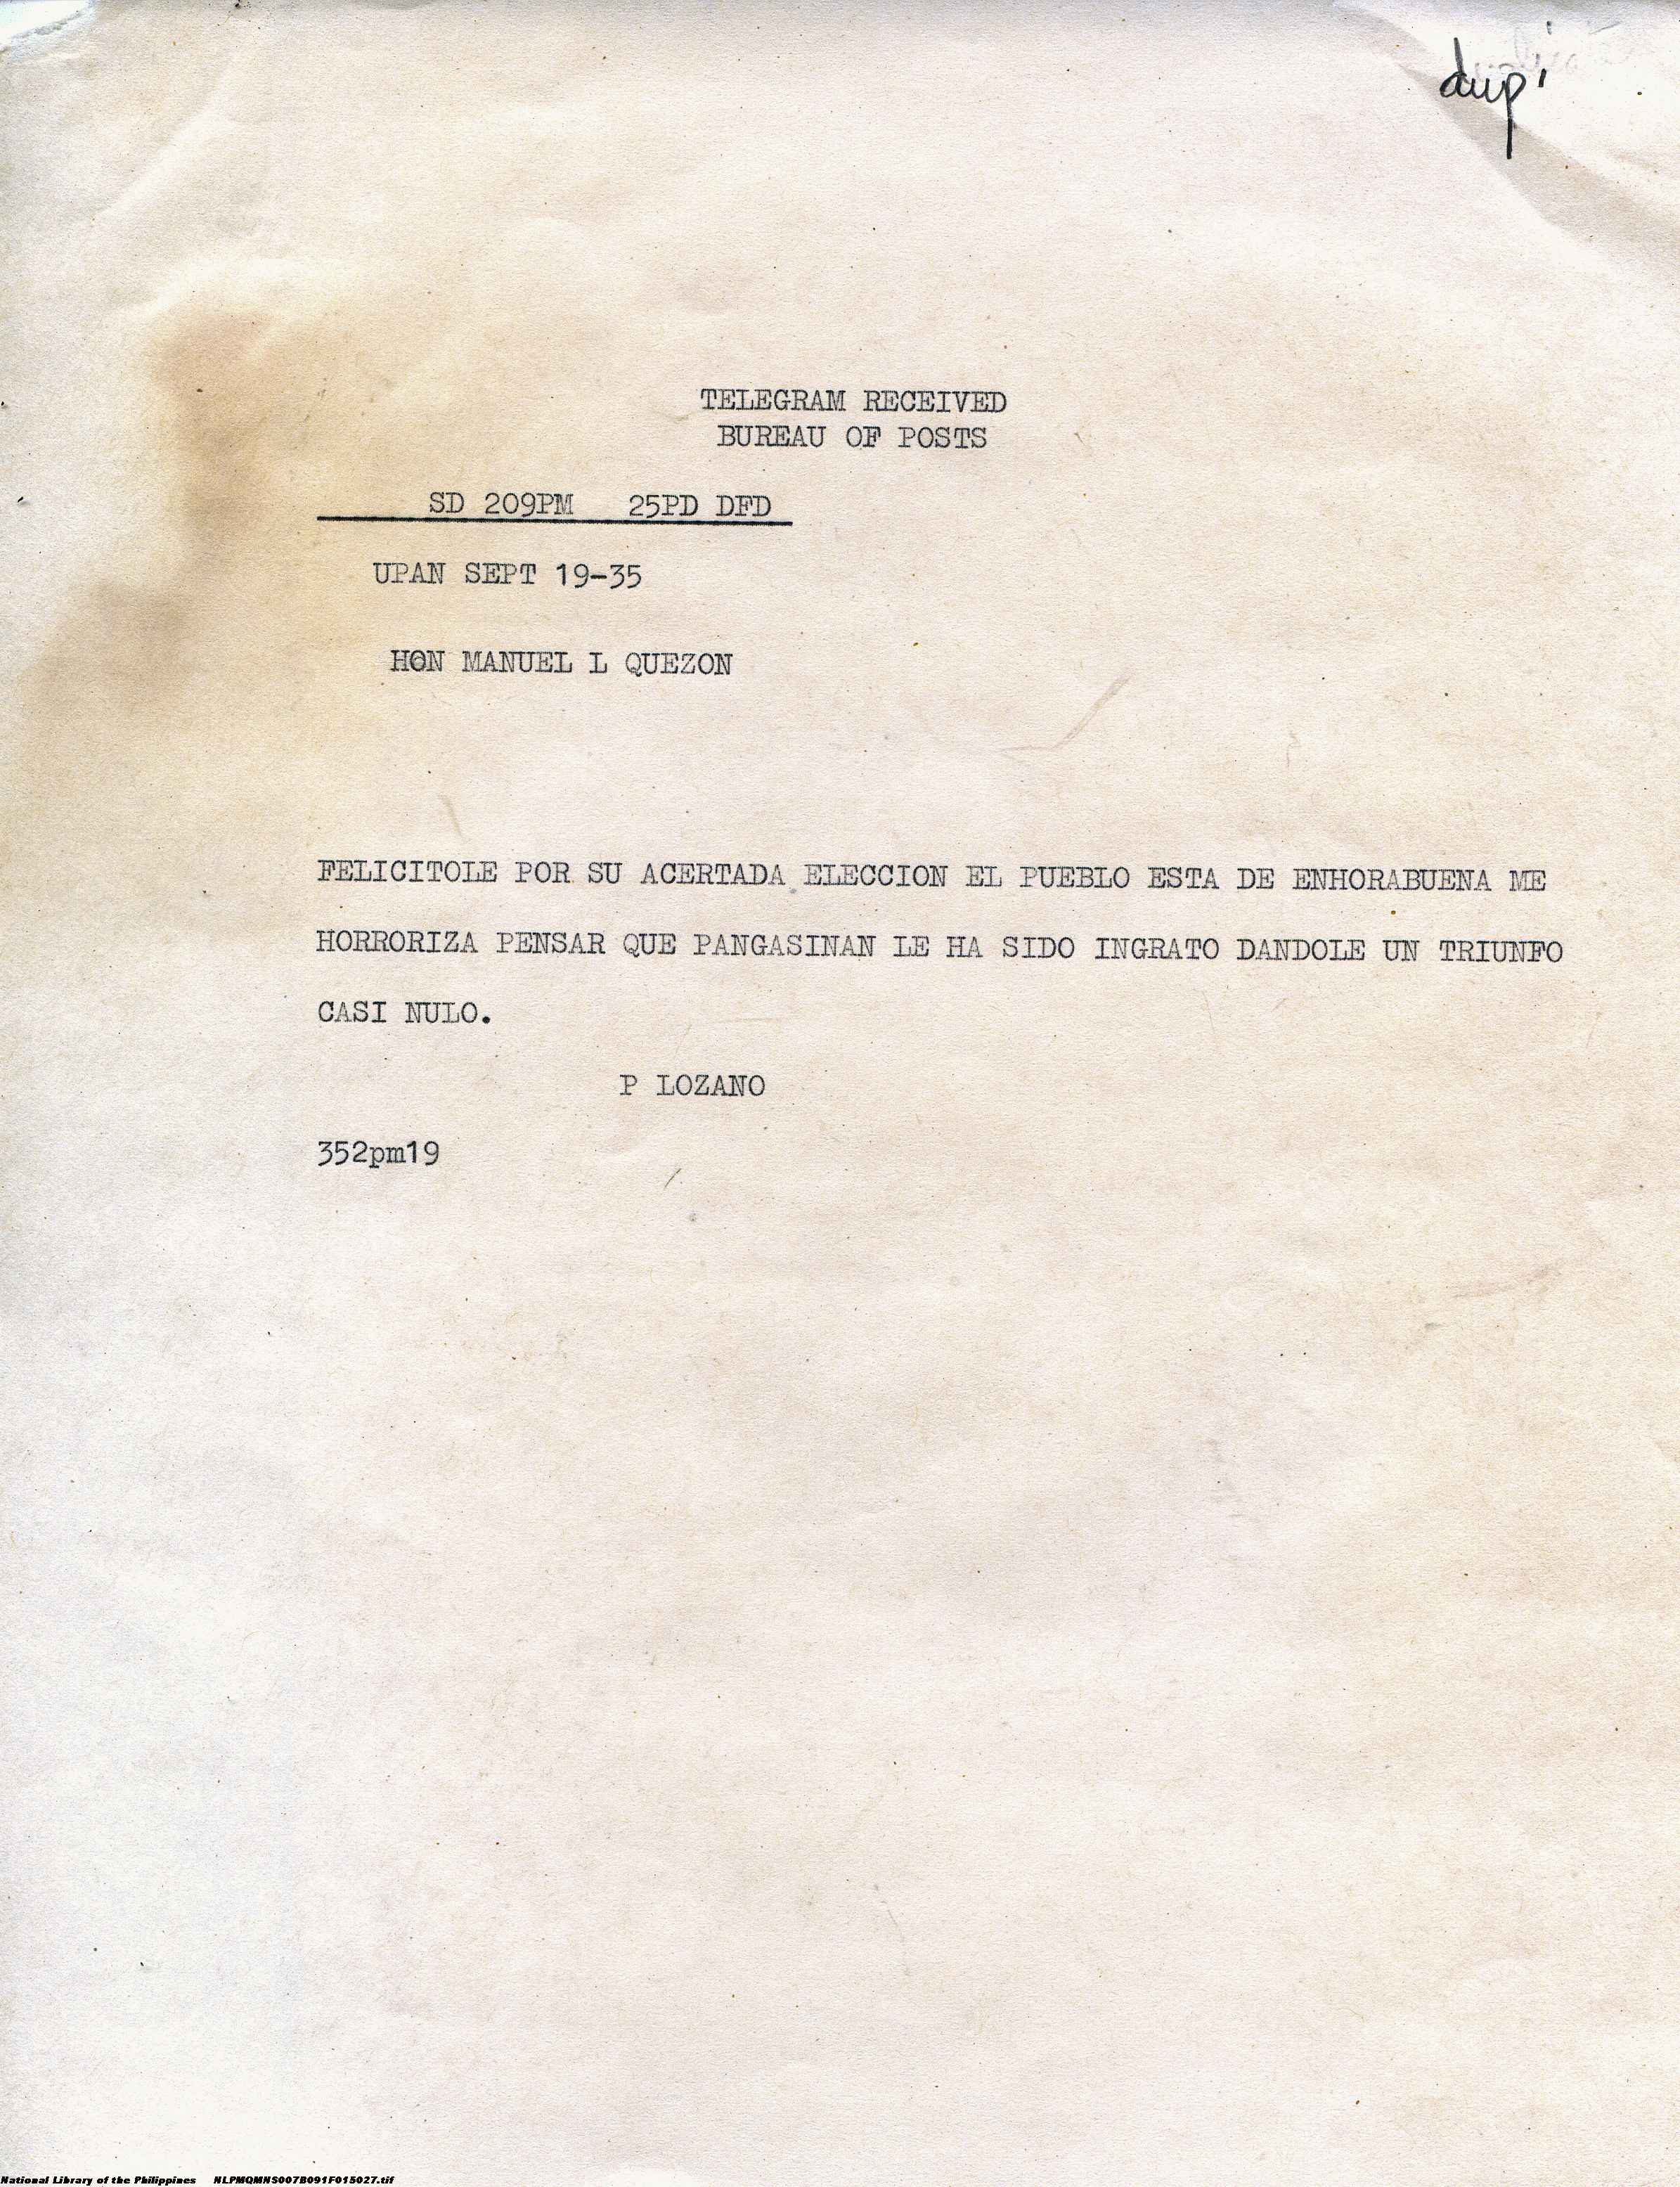 dup'
TELEGRAM RECEIVED
BUREAU OF POSTS
SD 209PM 25PD DFD
UPAN SEPT 19-35
HON MANUEL L QUEZON
FELICITOLE POR SU ACERTADA ELECCION EL PUEBLO ESTA DE ENHORABUENA ME
HORRORIZA PENSAR QUE PANGASINAN LE HA SIDO INGRATO DANDOLE UN TRIUNFO
CASI NULO.
P LOZANO
352pm19
National Library of the Philippines NLPMQMNS007B091F015027.tif